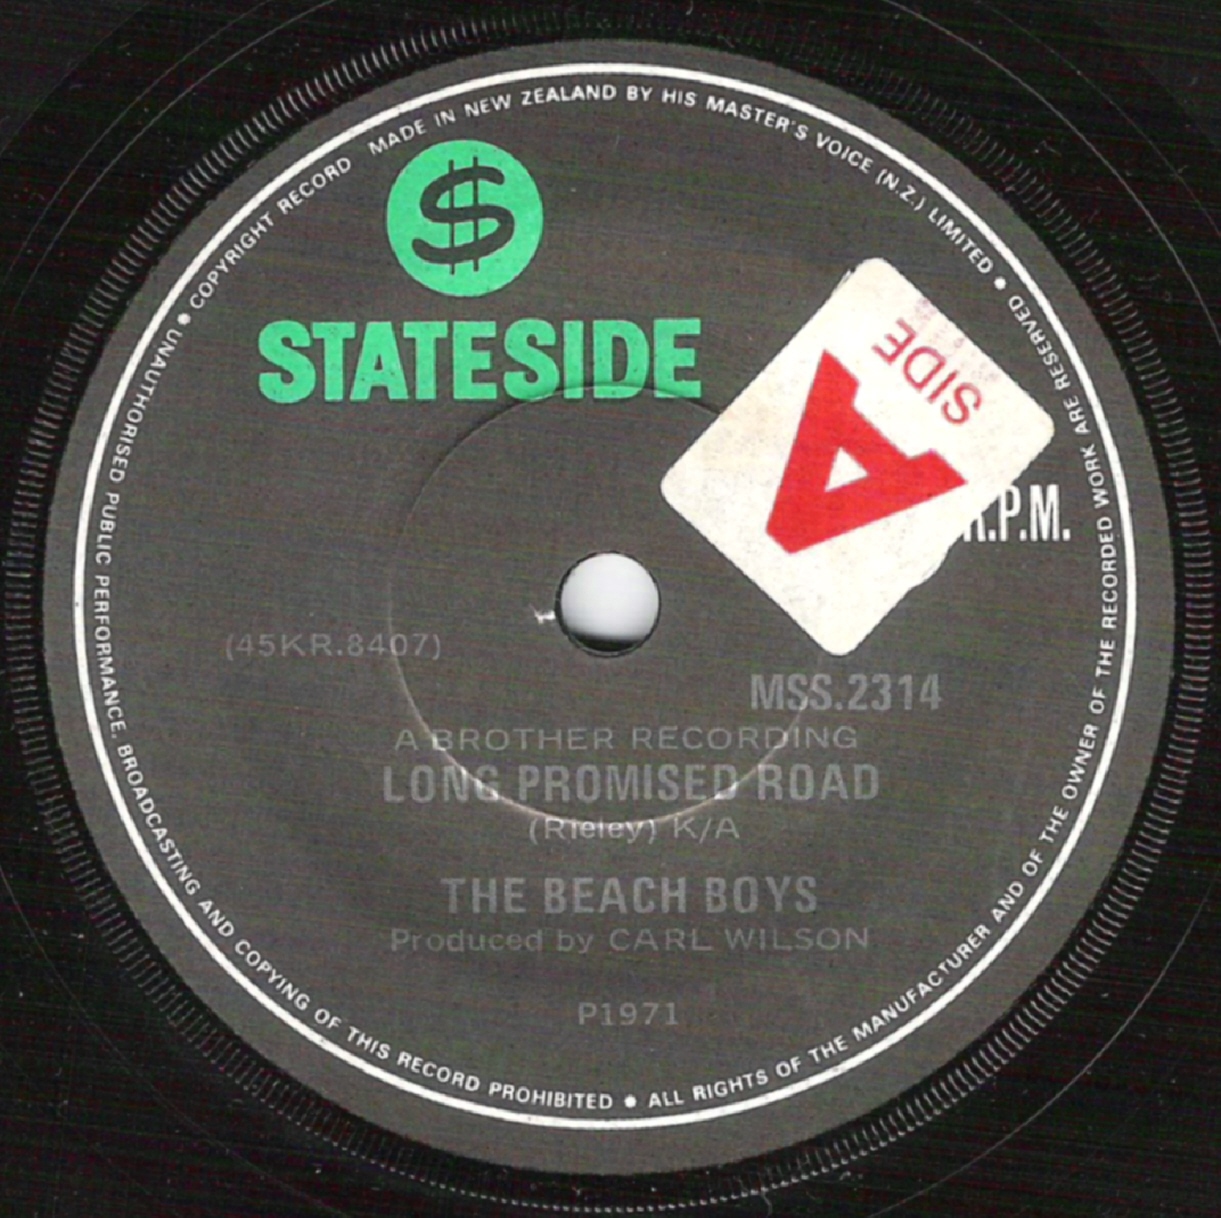 COPYRIGHT RECORD MADE IN NEW ZEALAND BY HIS MASTER'S VOICE (N.Z.) LIMITED •
ALL RIGHTS OF THE MANUFACTURER AND OF THE OWNER OF THE RECORDED WORK ARE RESERVED
• UNAUTHORISED PUBLIC PERFORMANCE, BROADCASTING AND COPYING OF THIS RECORD PROHIBITED •
$
STATESIDE
A
SIDE
R.P.M.
(45KR.8407)
MSS.2314
A BROTHER RECORDING
LONG PROMISED ROAD
(Rieley) K/A
THE BEACH BOYS
Produced by CARL WILSON
P1971